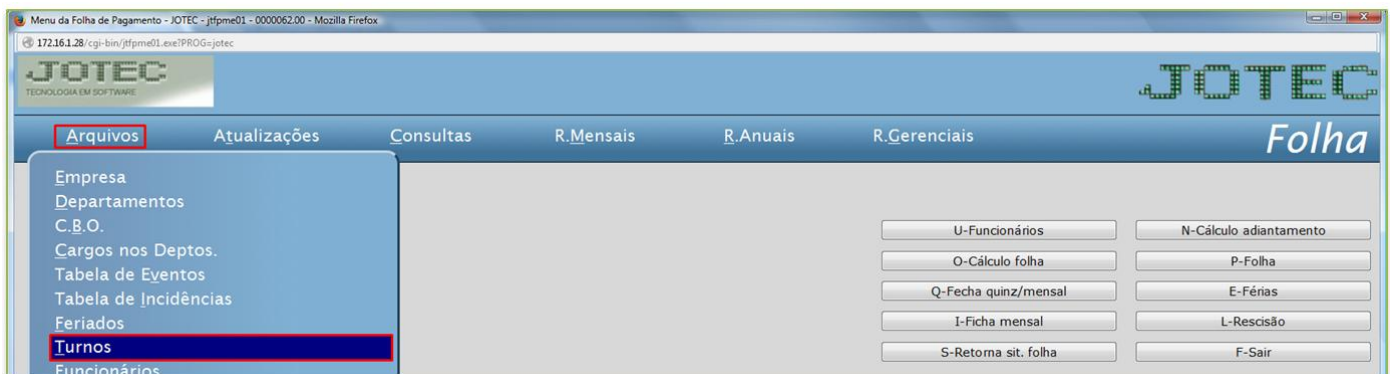 Menu da Folha de Pagamento - JOTEC - jtfpme01 - 0000062.00 - Mozilla Firefox
172.16.1.28/cgi-bin/jtfpme01.exe?PROG=jotec
JOTEC
TECNOLOGIA EM SOFTWARE
JOTEC
Arquivos Atualizações Consultas R.Mensais R.Anuais R.Gerenciais Folha
Empresa
Departamentos
C.B.O.
Cargos nos Deptos.
Tabela de Eventos
Tabela de Incidências
Feriados
Turnos
Funcionários
U-Funcionários N-Cálculo adiantamento
O-Cálculo folha P-Folha
Q-Fecha quinz/mensal E-Férias
I-Ficha mensal L-Rescisão
S-Retorna sit. folha F-Sair